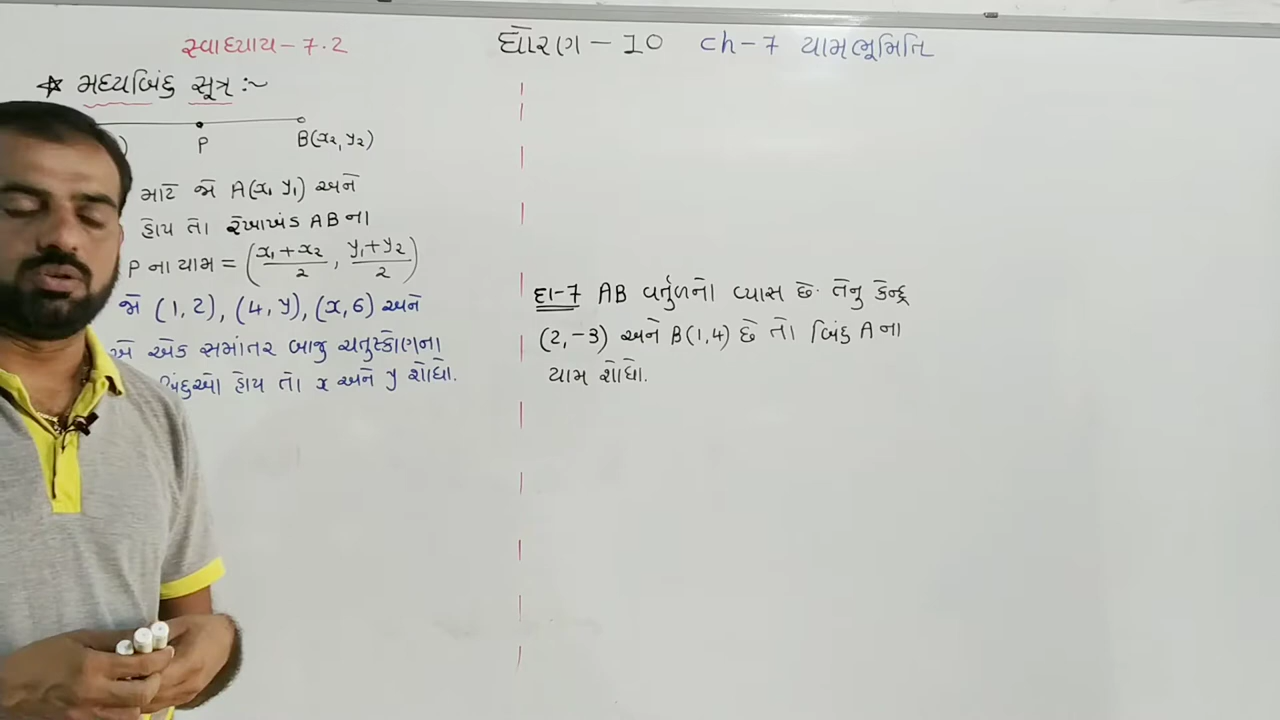 સ્વાધ્યાય - 7.2
ધોરણ - 10 ch-7 યામભૂમિતિ
★ મધ્યબિંદુ સૂત્ર :~
P B(x₂, y₂)
માટે જો A(x₁ y₁) અને
હોય તો રેખાખંડ AB ના
P ના યામ = (x₁ + x₂ / 2 , y₁ + y₂ / 2)
જો (1, 2), (4, y), (x, 6) અને
એ એક સમાંતર બાજુ ચતુષ્કોણના
હોય તો x અને y શોધો.
દા-7 AB વર્તુળનો વ્યાસ છે. તેનુ કેન્દ્ર
(2, -3) અને B(1, 4) છે તો બિંદુ A ના
યામ શોધો.